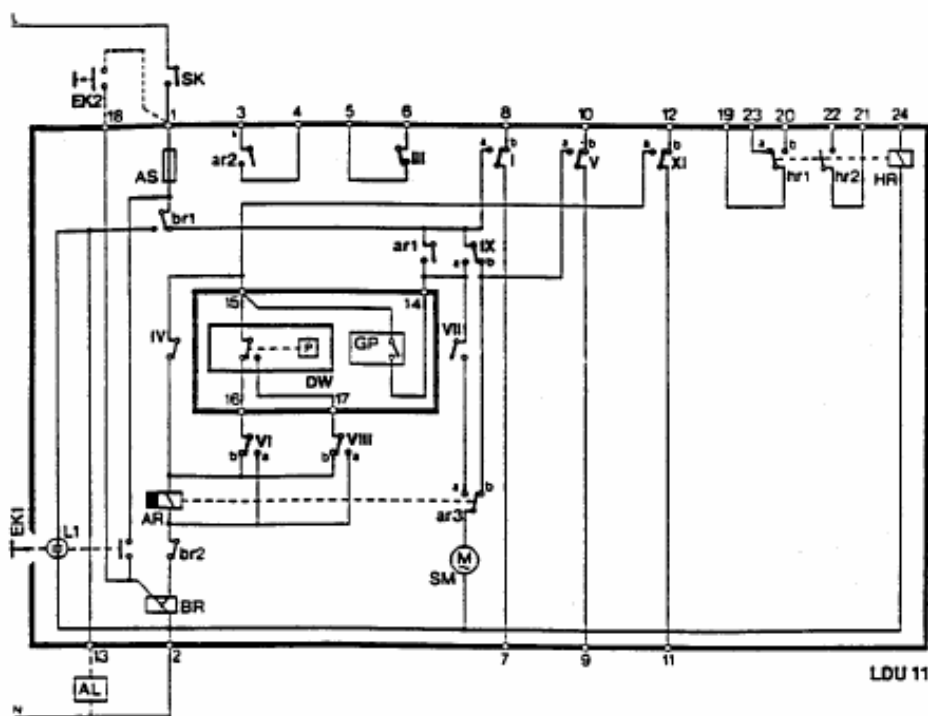 L
SK
EK2
18 1 3 4 5 6 8 10 12 19 23 20 22 21 24
ar2 III a b I a b V a b XI a b hr1 hr2 HR
AS
br1
ar1 IX
a b
15 14
IV GP VII
P
DW
16 17
VI VIII
b a b a
a b
AR ar3
EK1 L1 br2
M
SM
BR
13 2 7 9 11
LDU 11
AL
N